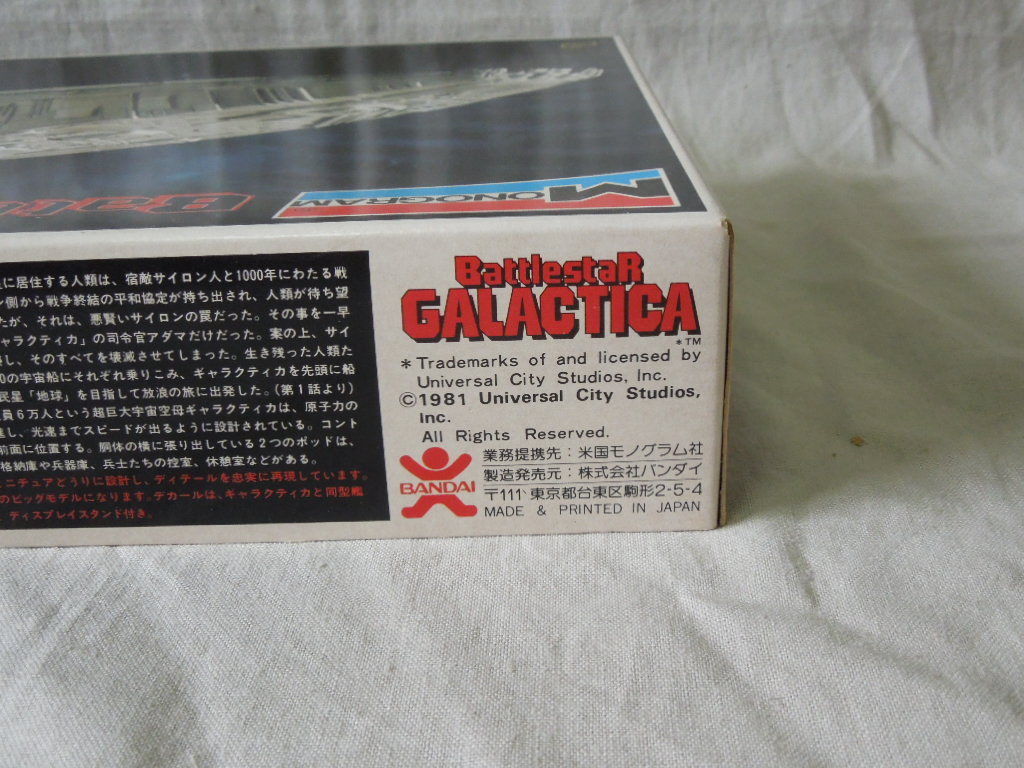 MONOGRAM
に居住する人類は、宿敵サイロン人と1000年にわたる戦
ン側から戦争終結の平和協定が持ち出され、人類が待ち望
たが、それは、悪賢いサイロンの罠だった。その事を一早
ャラクティカ」の司令官アダマだけだった。案の上、サイ
し、そのすべてを壊滅させてしまった。生き残った人類た
0の宇宙船にそれぞれ乗りこみ、ギャラクティカを先頭に船
民星「地球」を目指して放浪の旅に出発した。(第1話より)
員6万人という超巨大宇宙空母ギャラクティカは、原子力の
し、光速までスピードが出るように設計されている。コント
前面に位置する。胴体の横に張り出している2つのポッドは、
格納庫や兵器庫、兵士たちの控室、休憩室などがある。
ニチュアどうりに設計し、ディテールを忠実に再現しています。
のビッグモデルになります。デカールは、ギャラクティカと同型艦
、ディスプレイスタンド付き。
BattlestaR
GALACTICA
*TM
*Trademarks of and licensed by
Universal City Studios, Inc.
©1981 Universal City Studios,
Inc.
All Rights Reserved.
BANDAI
業務提携先:米国モノグラム社
製造発売元:株式会社バンダイ
〒111 東京都台東区駒形2-5-4
MADE & PRINTED IN JAPAN